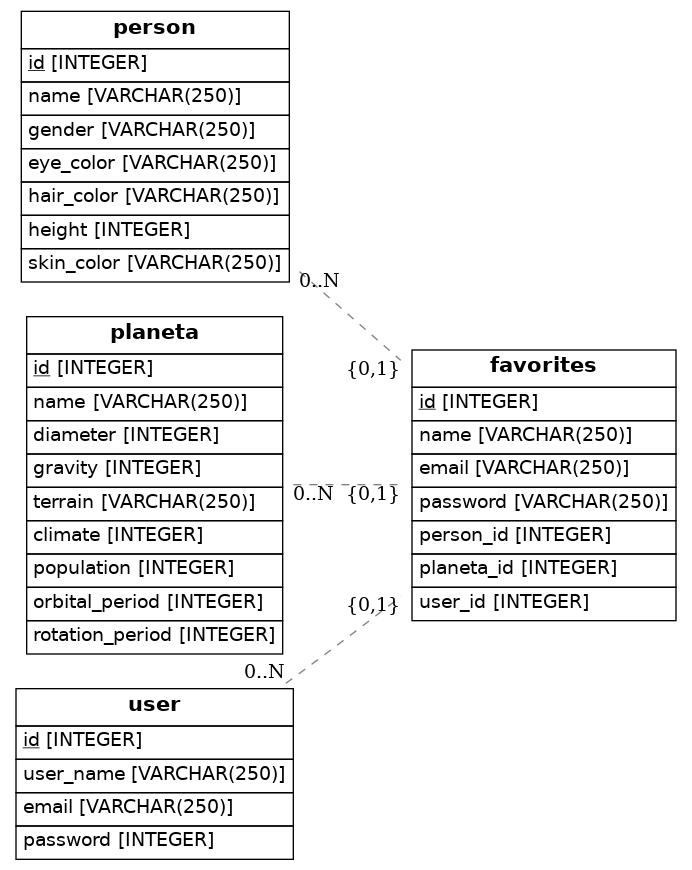 person
id [INTEGER]
name [VARCHAR(250)]
gender [VARCHAR(250)]
eye_color [VARCHAR(250)]
hair_color [VARCHAR(250)]
height [INTEGER]
skin_color [VARCHAR(250)]
0..N
{0,1}
planeta
id [INTEGER]
name [VARCHAR(250)]
diameter [INTEGER]
gravity [INTEGER]
terrain [VARCHAR(250)]
climate [INTEGER]
population [INTEGER]
orbital_period [INTEGER]
rotation_period [INTEGER]
0..N {0,1}
favorites
id [INTEGER]
name [VARCHAR(250)]
email [VARCHAR(250)]
password [VARCHAR(250)]
person_id [INTEGER]
planeta_id [INTEGER]
user_id [INTEGER]
{0,1}
0..N
user
id [INTEGER]
user_name [VARCHAR(250)]
email [VARCHAR(250)]
password [INTEGER]